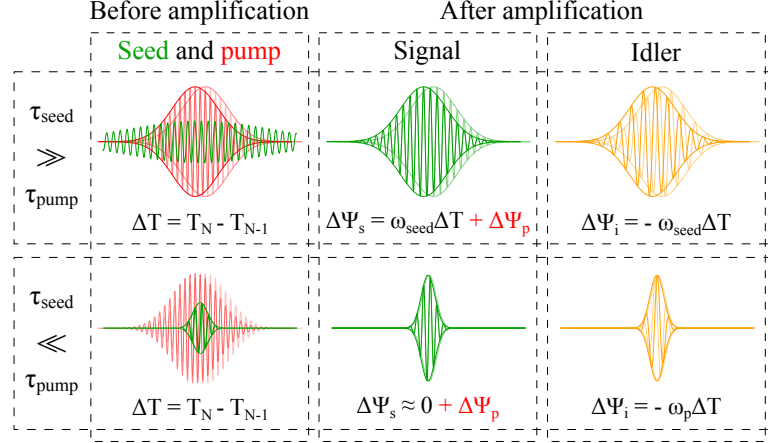 Before amplification
After amplification
Seed and pump
Signal
Idler
τseed
≫
τpump
ΔT = TN - TN-1
ΔΨs = ωseedΔT + ΔΨp
ΔΨi = - ωseedΔT
τseed
≪
τpump
ΔT = TN - TN-1
ΔΨs ≈ 0 + ΔΨp
ΔΨi = - ωpΔT